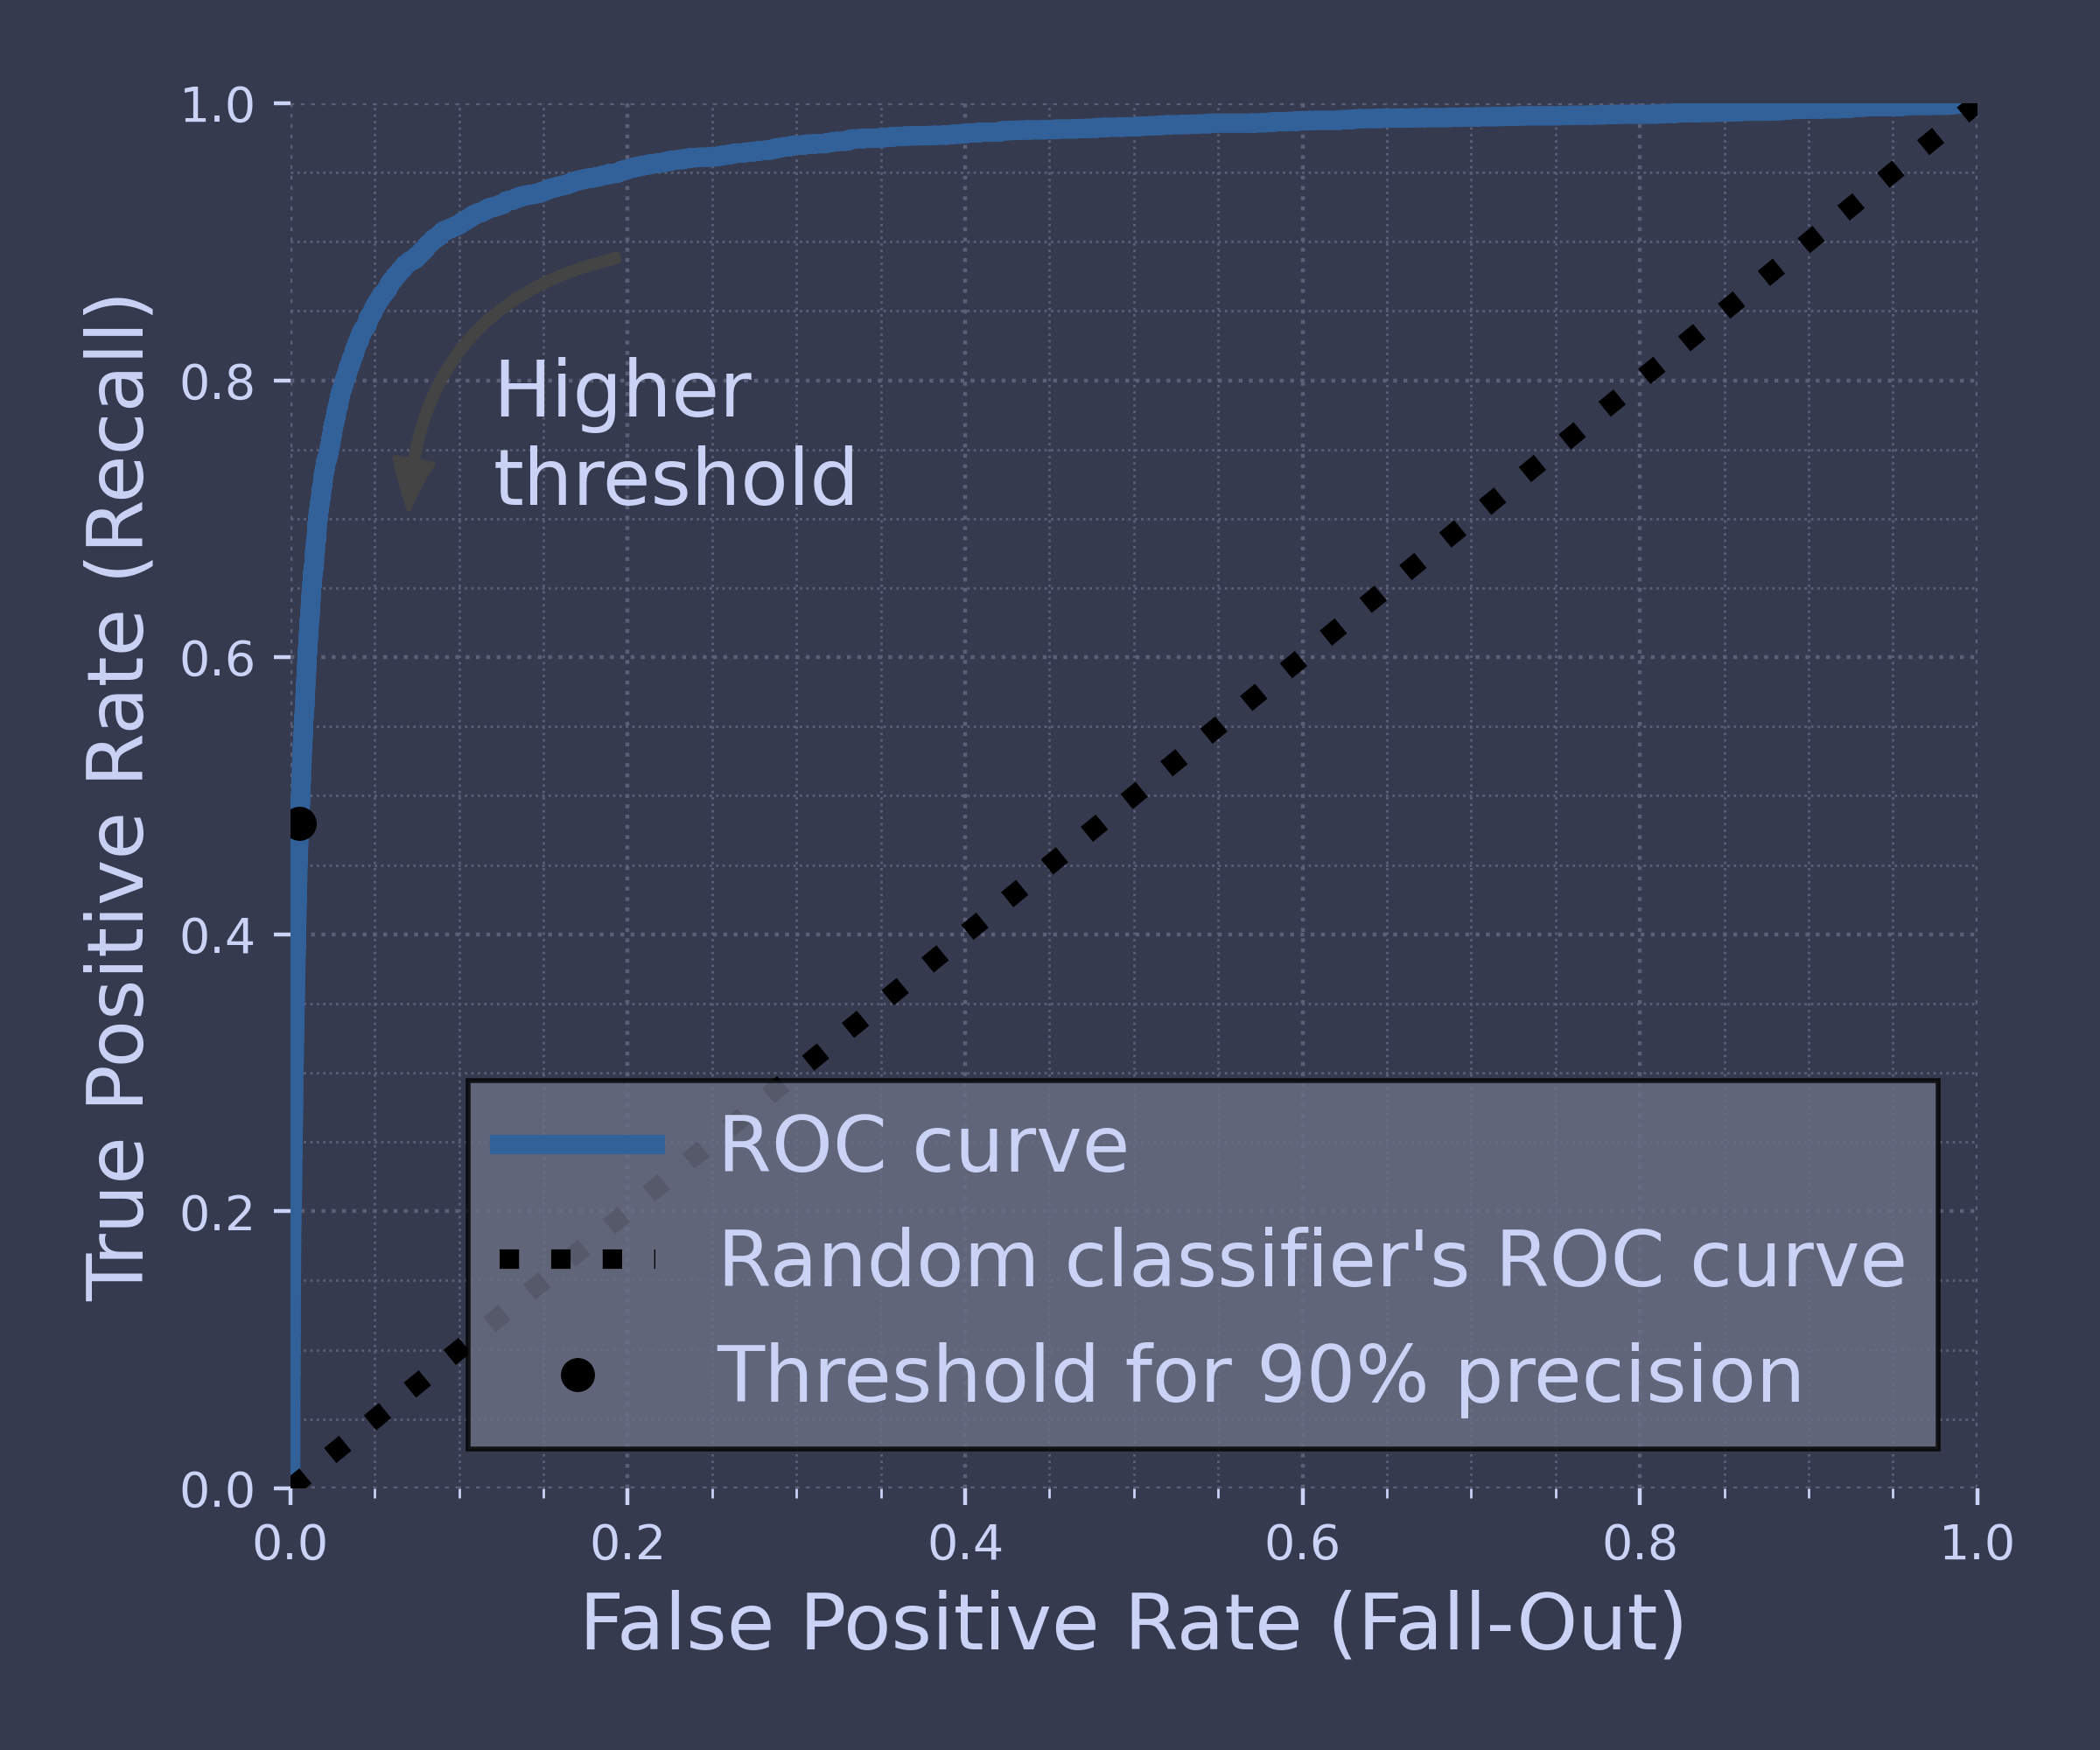 1.0
0.8
0.6
0.4
0.2
0.0
True Positive Rate (Recall)
Higher
threshold
ROC curve
Random classifier's ROC curve
Threshold for 90% precision
0.0 0.2 0.4 0.6 0.8 1.0
False Positive Rate (Fall-Out)